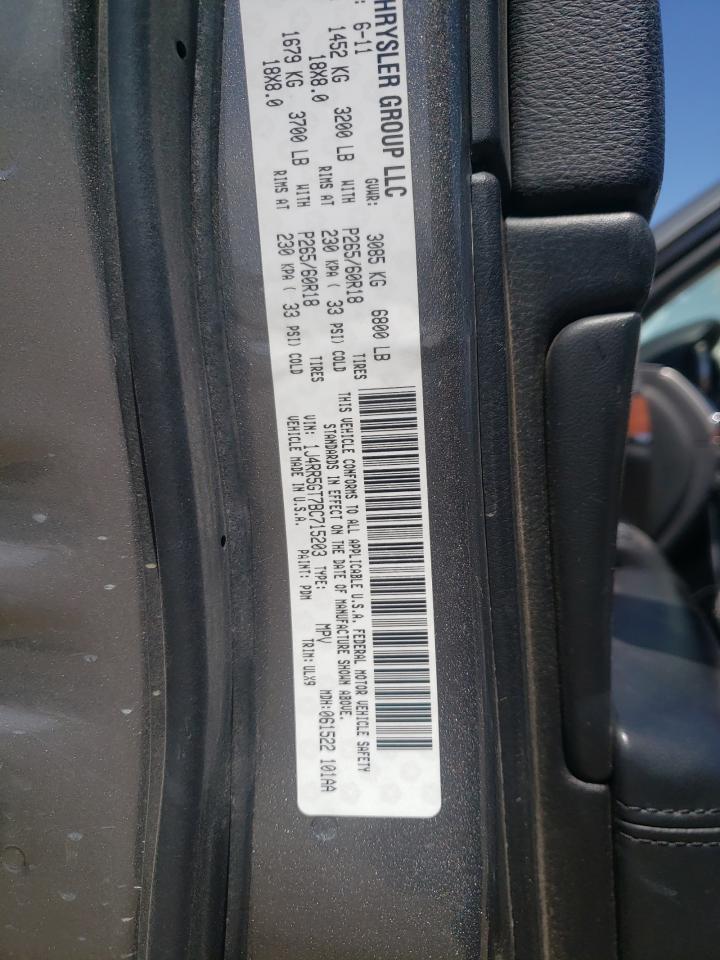 HRYSLER GROUP LLC
: 6-11 GVWR: 3085 KG 6800 LB
1452 KG 3200 LB WITH P265/60R18 TIRES
18X8.0 RIMS AT 230 KPA ( 33 PSI) COLD
1679 KG 3700 LB WITH P265/60R18 TIRES
18X8.0 RIMS AT 230 KPA ( 33 PSI) COLD
THIS VEHICLE CONFORMS TO ALL APPLICABLE U.S.A. FEDERAL MOTOR VEHICLE SAFETY
STANDARDS IN EFFECT ON THE DATE OF MANUFACTURE SHOWN ABOVE.
VIN: 1J4RR5GT7BC715203 TYPE: MPV MDH:061522 101AA
VEHICLE MADE IN U.S.A. PAINT: PDM TRIM:ULX9